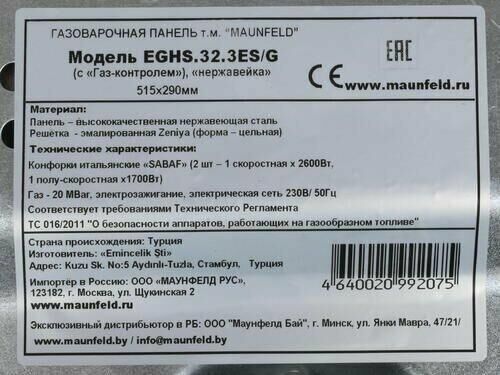 ГАЗОВАРОЧНАЯ ПАНЕЛЬ т.м. "MAUNFELD"
Модель EGHS.32.3ES/G
(с «Газ-контролем»), «нержавейка»
515х290мм
EAC
CE www.maunfeld.ru
Материал:
Панель – высококачественная нержавеющая сталь
Решётка - эмалированная Zeniya (форма – цельная)
Технические характеристики:
Конфорки итальянские «SABAF» (2 шт – 1 скоростная х 2600Вт,
1 полу-скоростная х1700Вт)
Газ - 20 MBar, электрозажигание, электрическая сеть 230В/ 50Гц
Соответствует требованиями Технического Регламента
ТС 016/2011 "О безопасности аппаратов, работающих на газообразном топливе"
Страна происхождения: Турция
Изготовитель: «Emincelik Şti»
Адрес: Kuzu Sk. No:5 Aydınlı-Tuzla, Стамбул, Турция
Импортёр в Россию: ООО «МАУНФЕЛД РУС»,
123182, г. Москва, ул. Щукинская 2
www.maunfeld.ru
4 640020 992075
Эксклюзивный дистрибьютор в РБ: ООО "Маунфелд Бай", г. Минск, ул. Янки Мавра, 47/21/
www.maunfeld.by / info@maunfeld.by